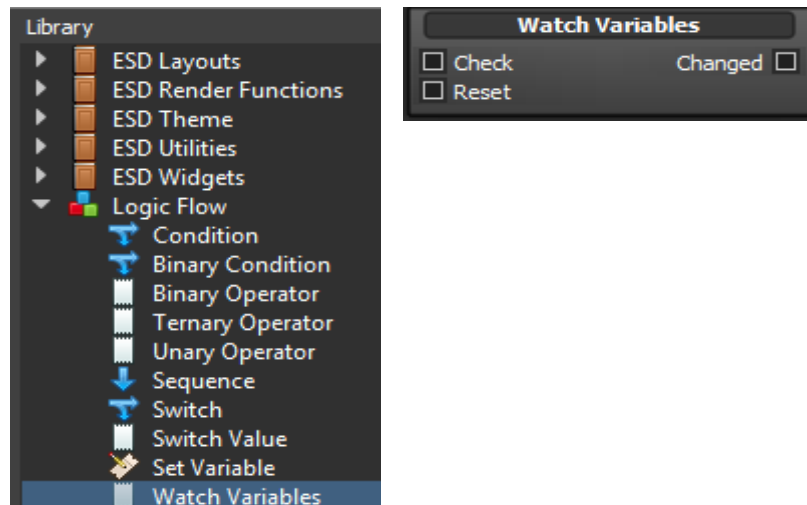 Library
ESD Layouts
ESD Render Functions
ESD Theme
ESD Utilities
ESD Widgets
Logic Flow
Condition
Binary Condition
Binary Operator
Ternary Operator
Unary Operator
Sequence
Switch
Switch Value
Set Variable
Watch Variables
Watch Variables
Check Changed
Reset